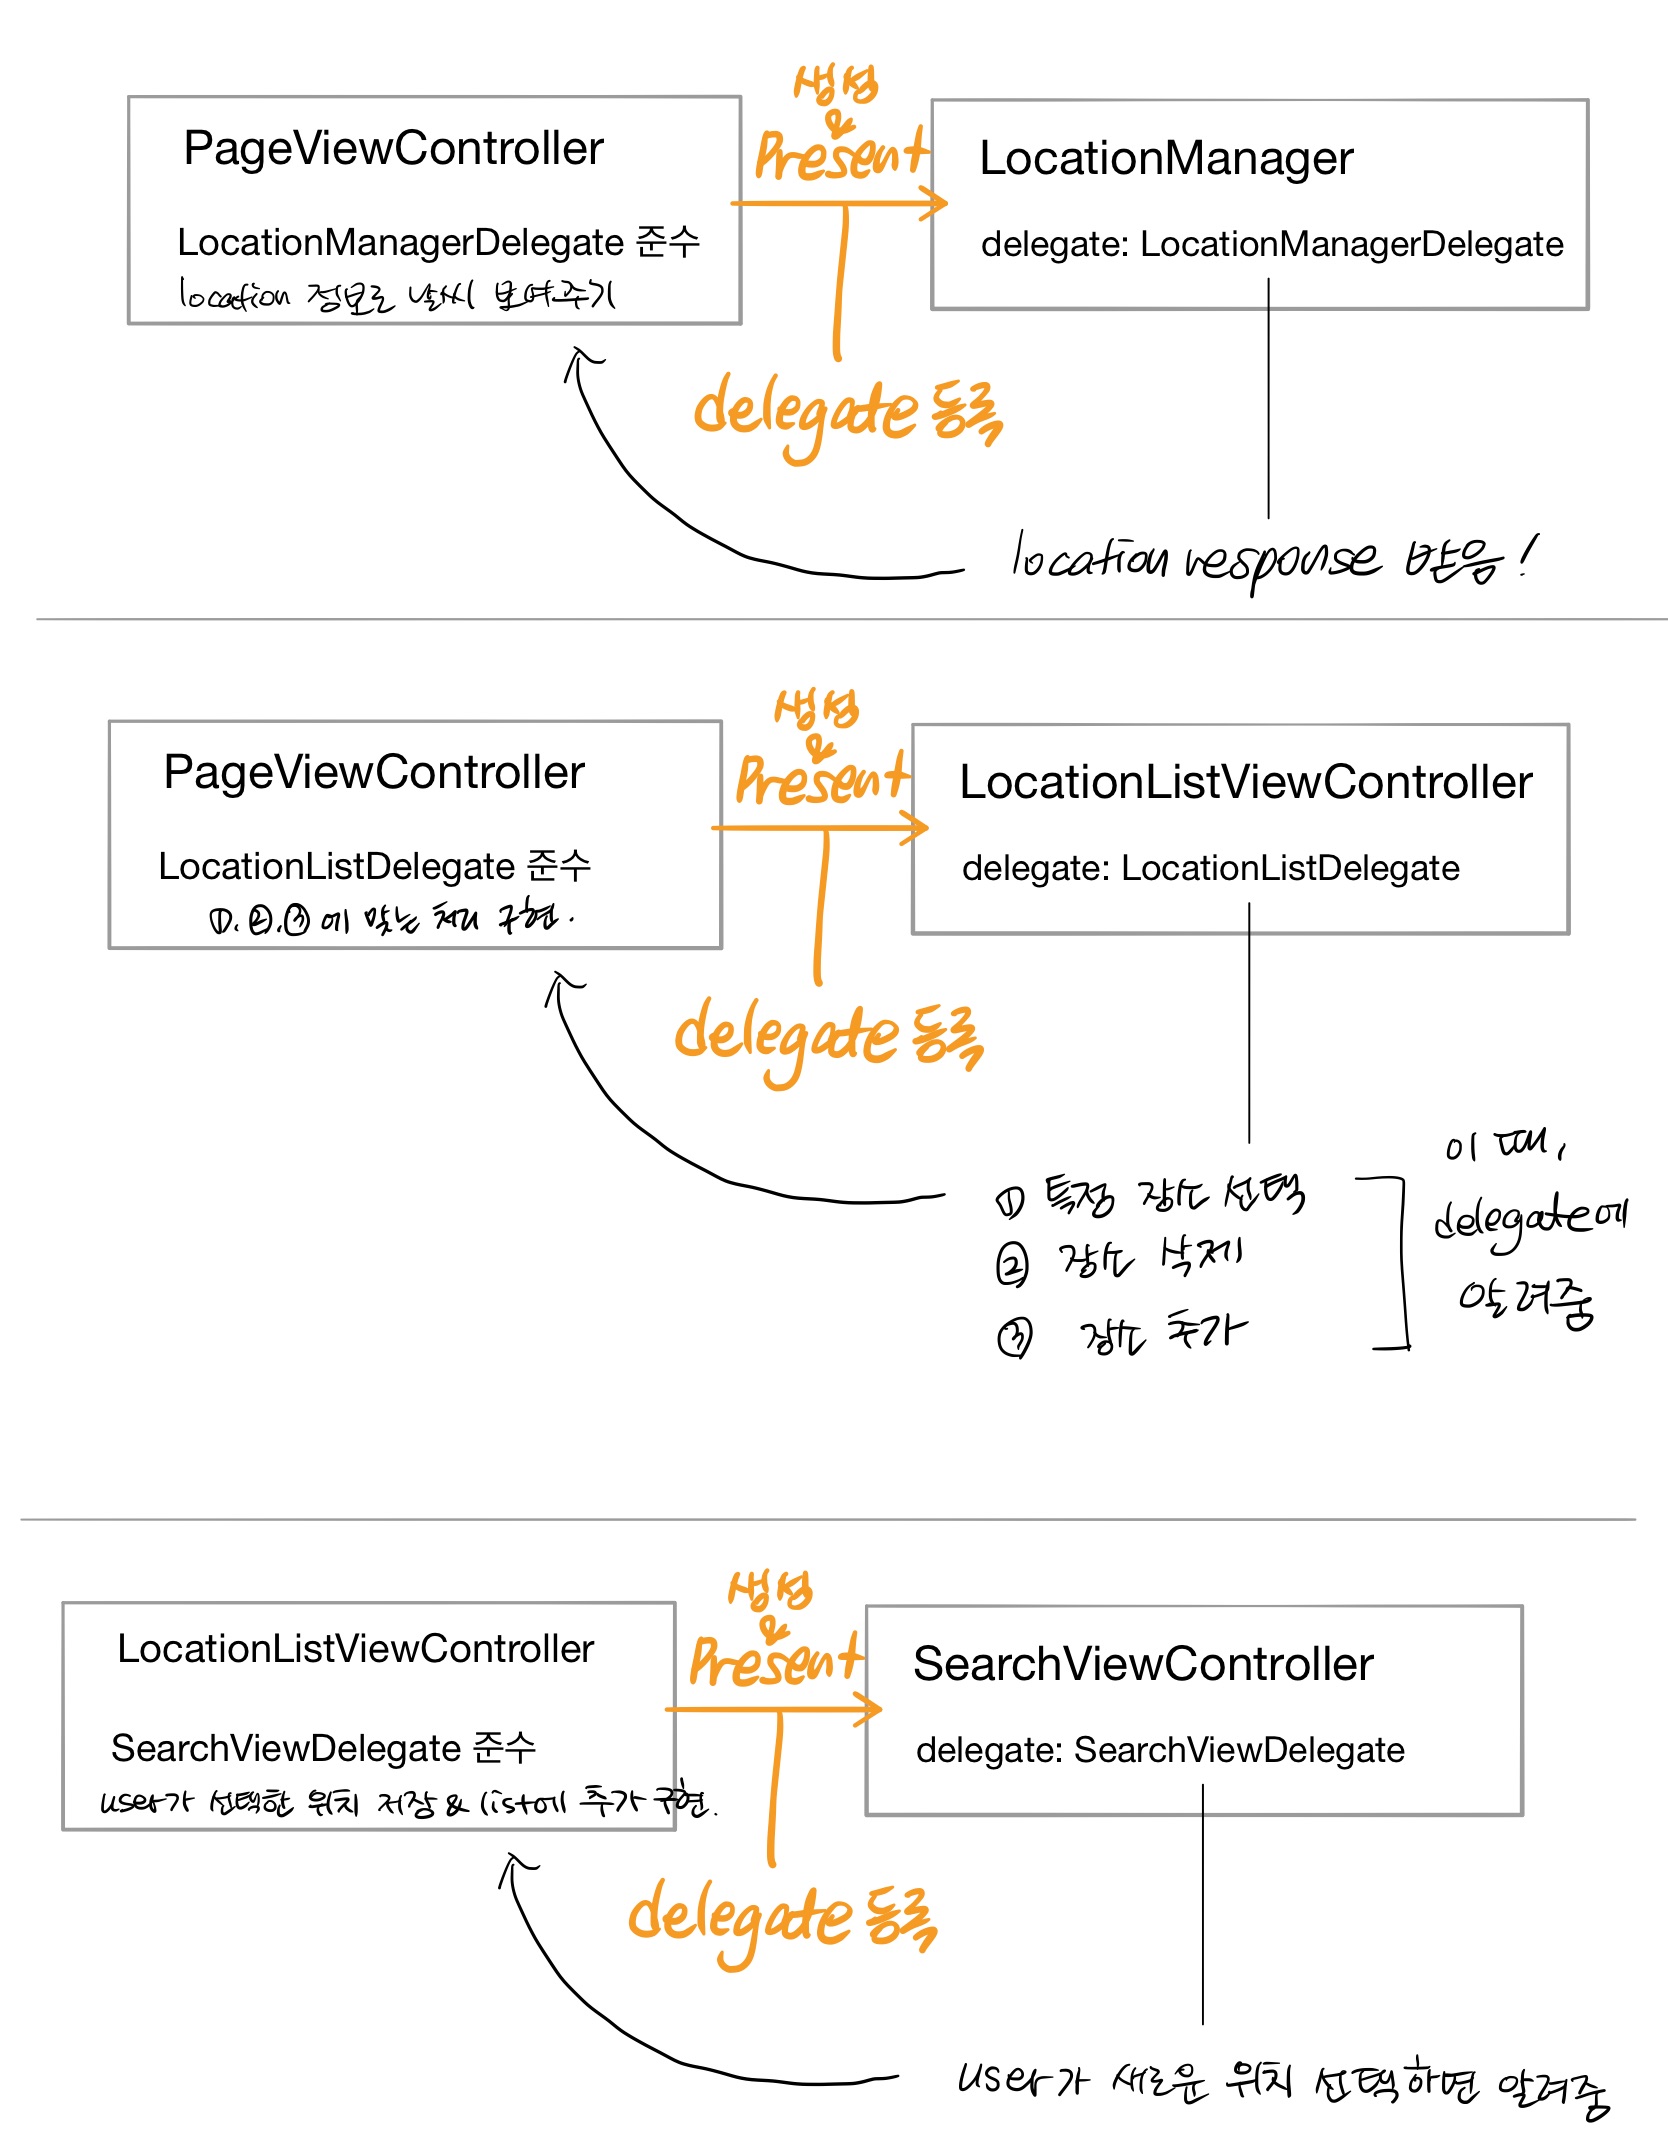 생성
&
Present
PageViewController
LocationManager
LocationManagerDelegate 준수
delegate: LocationManagerDelegate
location 정보로 날씨 보여주기
delegate 등록
location response 받음!
생성
&
Present
PageViewController
LocationListViewController
LocationListDelegate 준수
delegate: LocationListDelegate
①.②.③에 맞는 처리 구현.
delegate 등록
① 특정 장소 선택
② 장소 삭제
③ 장소 추가
이 때,
delegate에
알려줌
생성
&
Present
LocationListViewController
SearchViewController
SearchViewDelegate 준수
delegate: SearchViewDelegate
user가 선택한 위치 저장 & list에 추가 구현.
delegate 등록
user가 새로운 위치 선택하면 알려줌